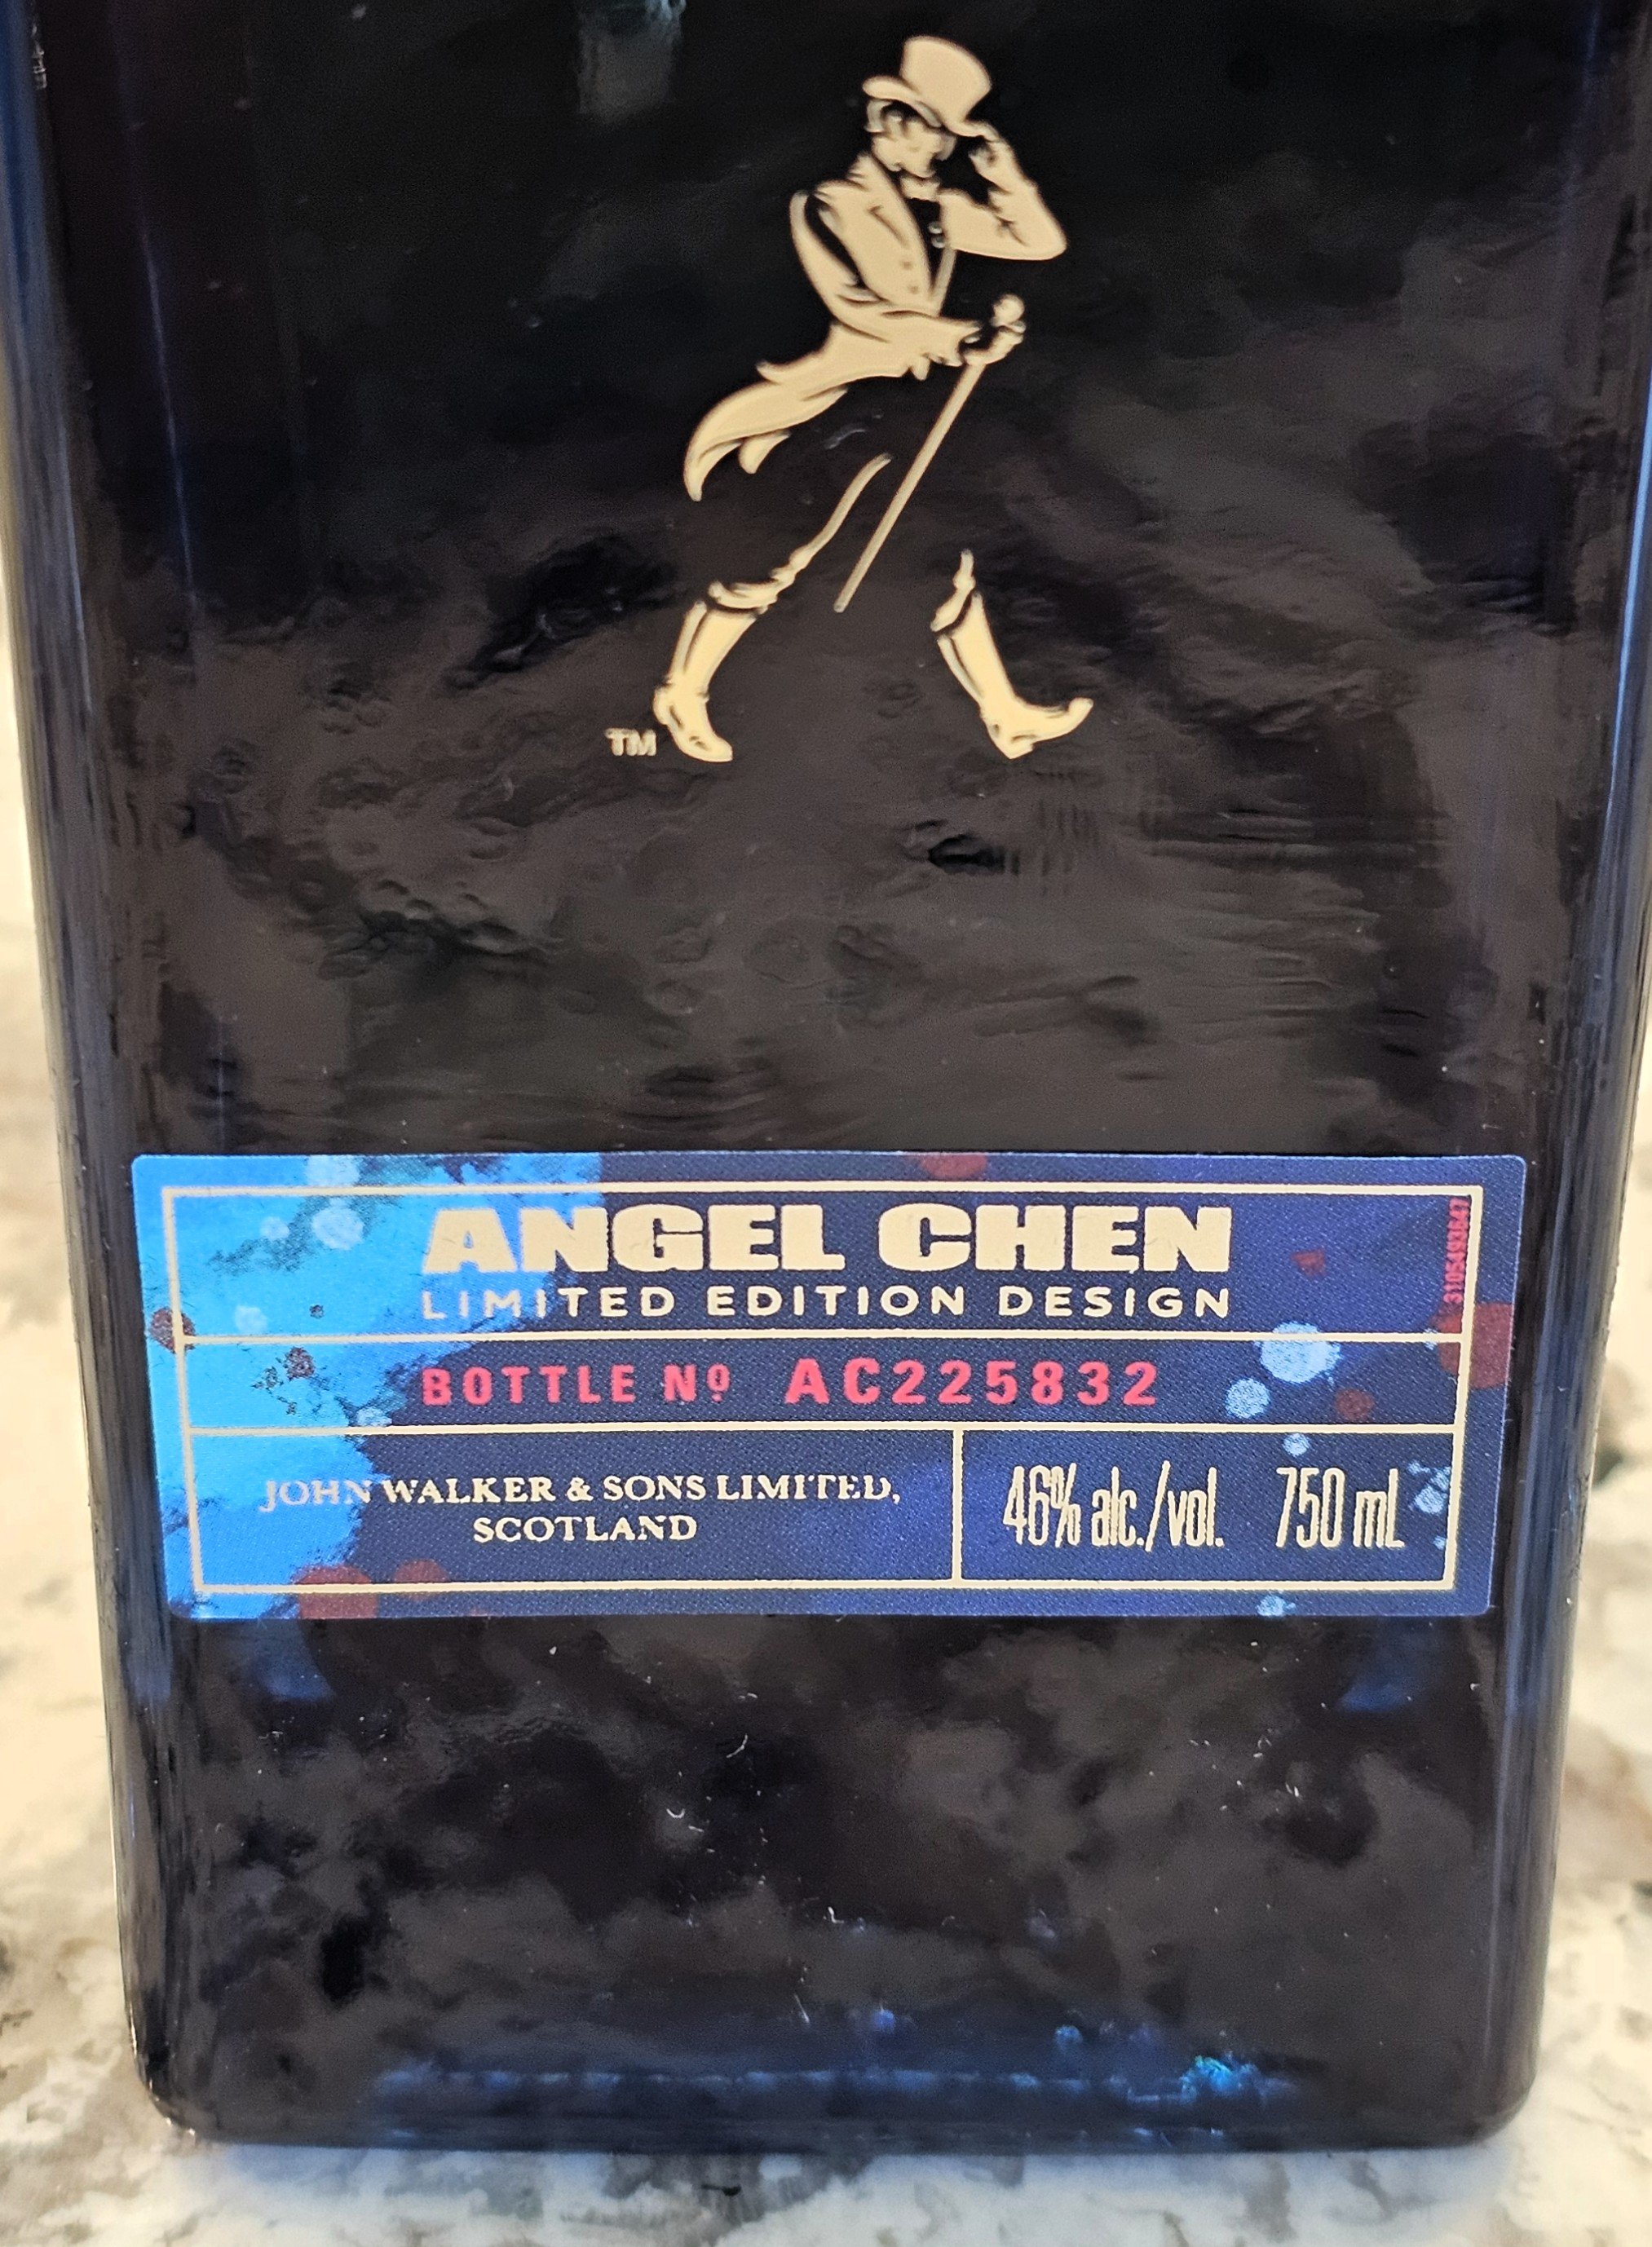 TM
ANGEL CHEN
LIMITED EDITION DESIGN
BOTTLE Nº AC225832
JOHN WALKER & SONS LIMITED,
SCOTLAND
46% alc./vol. 750 mL